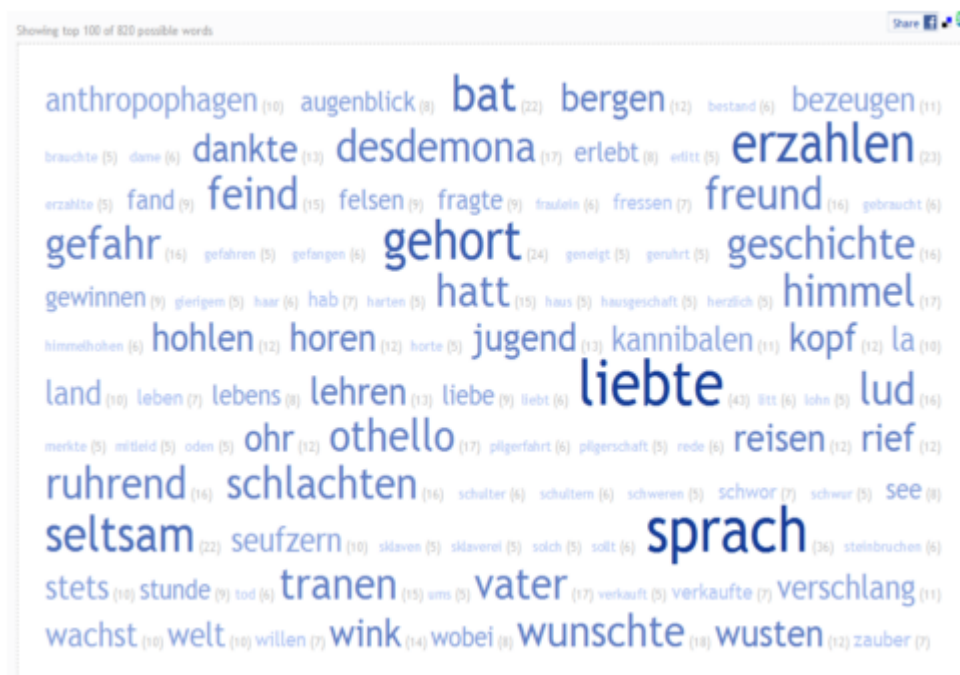 Showing top 100 of 820 possible words
Share
anthropophagen (10) augenblick (8) bat (22) bergen (12) bestand (6) bezeugen (11)
brauchte (5) dame (6) dankte (13) desdemona (17) erlebt (8) erlitt (5) erzahlen (23)
erzahlte (5) fand (9) feind (15) felsen (9) fragte (9) fraulein (6) fressen (7) freund (16) gebraucht (6)
gefahr (16) gefahren (5) gefangen (6) gehort (24) geneigt (5) geruhrt (5) geschichte (16)
gewinnen (9) gierigem (5) haar (6) hab (7) harten (5) hatt (15) haus (5) hausgeschaft (5) herzlich (5) himmel (17)
himmelhohen (6) hohlen (12) horen (12) horte (5) jugend (13) kannibalen (11) kopf (12) la (10)
land (10) leben (7) lebens (8) lehren (13) liebe (9) liebt (6) liebte (43) litt (6) lohn (5) lud (16)
merkte (5) mitleid (5) oden (5) ohr (12) othello (17) pilgerfahrt (6) pilgerschaft (5) rede (6) reisen (12) rief (12)
ruhrend (16) schlachten (16) schulter (6) schultern (6) schweren (5) schwor (7) schwur (5) see (8)
seltsam (22) seufzern (10) sklaven (5) sklaverei (5) solch (5) sollt (6) sprach (36) steinbruchen (6)
stets (10) stunde (9) tod (6) tranen (15) ums (5) vater (17) verkauft (5) verkaufte (7) verschlang (11)
wachst (10) welt (10) willen (7) wink (14) wobei (8) wunschte (18) wusten (12) zauber (7)